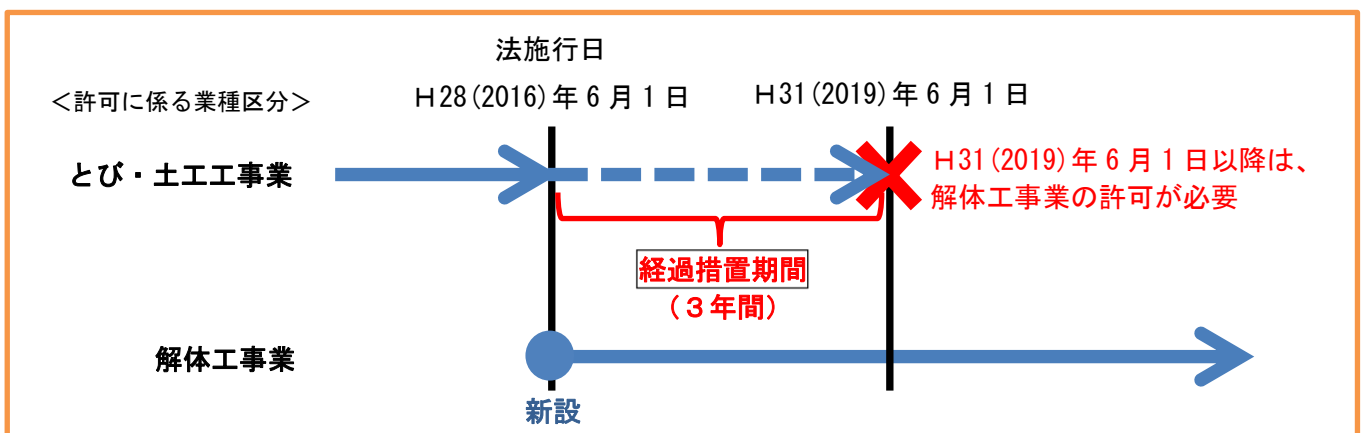 法施行日
<許可に係る業種区分>
H28(2016)年6月1日
H31(2019)年6月1日
とび・土工工事業
H31(2019)年6月1日以降は、
解体工事業の許可が必要
経過措置期間
(3年間)
解体工事業
新設